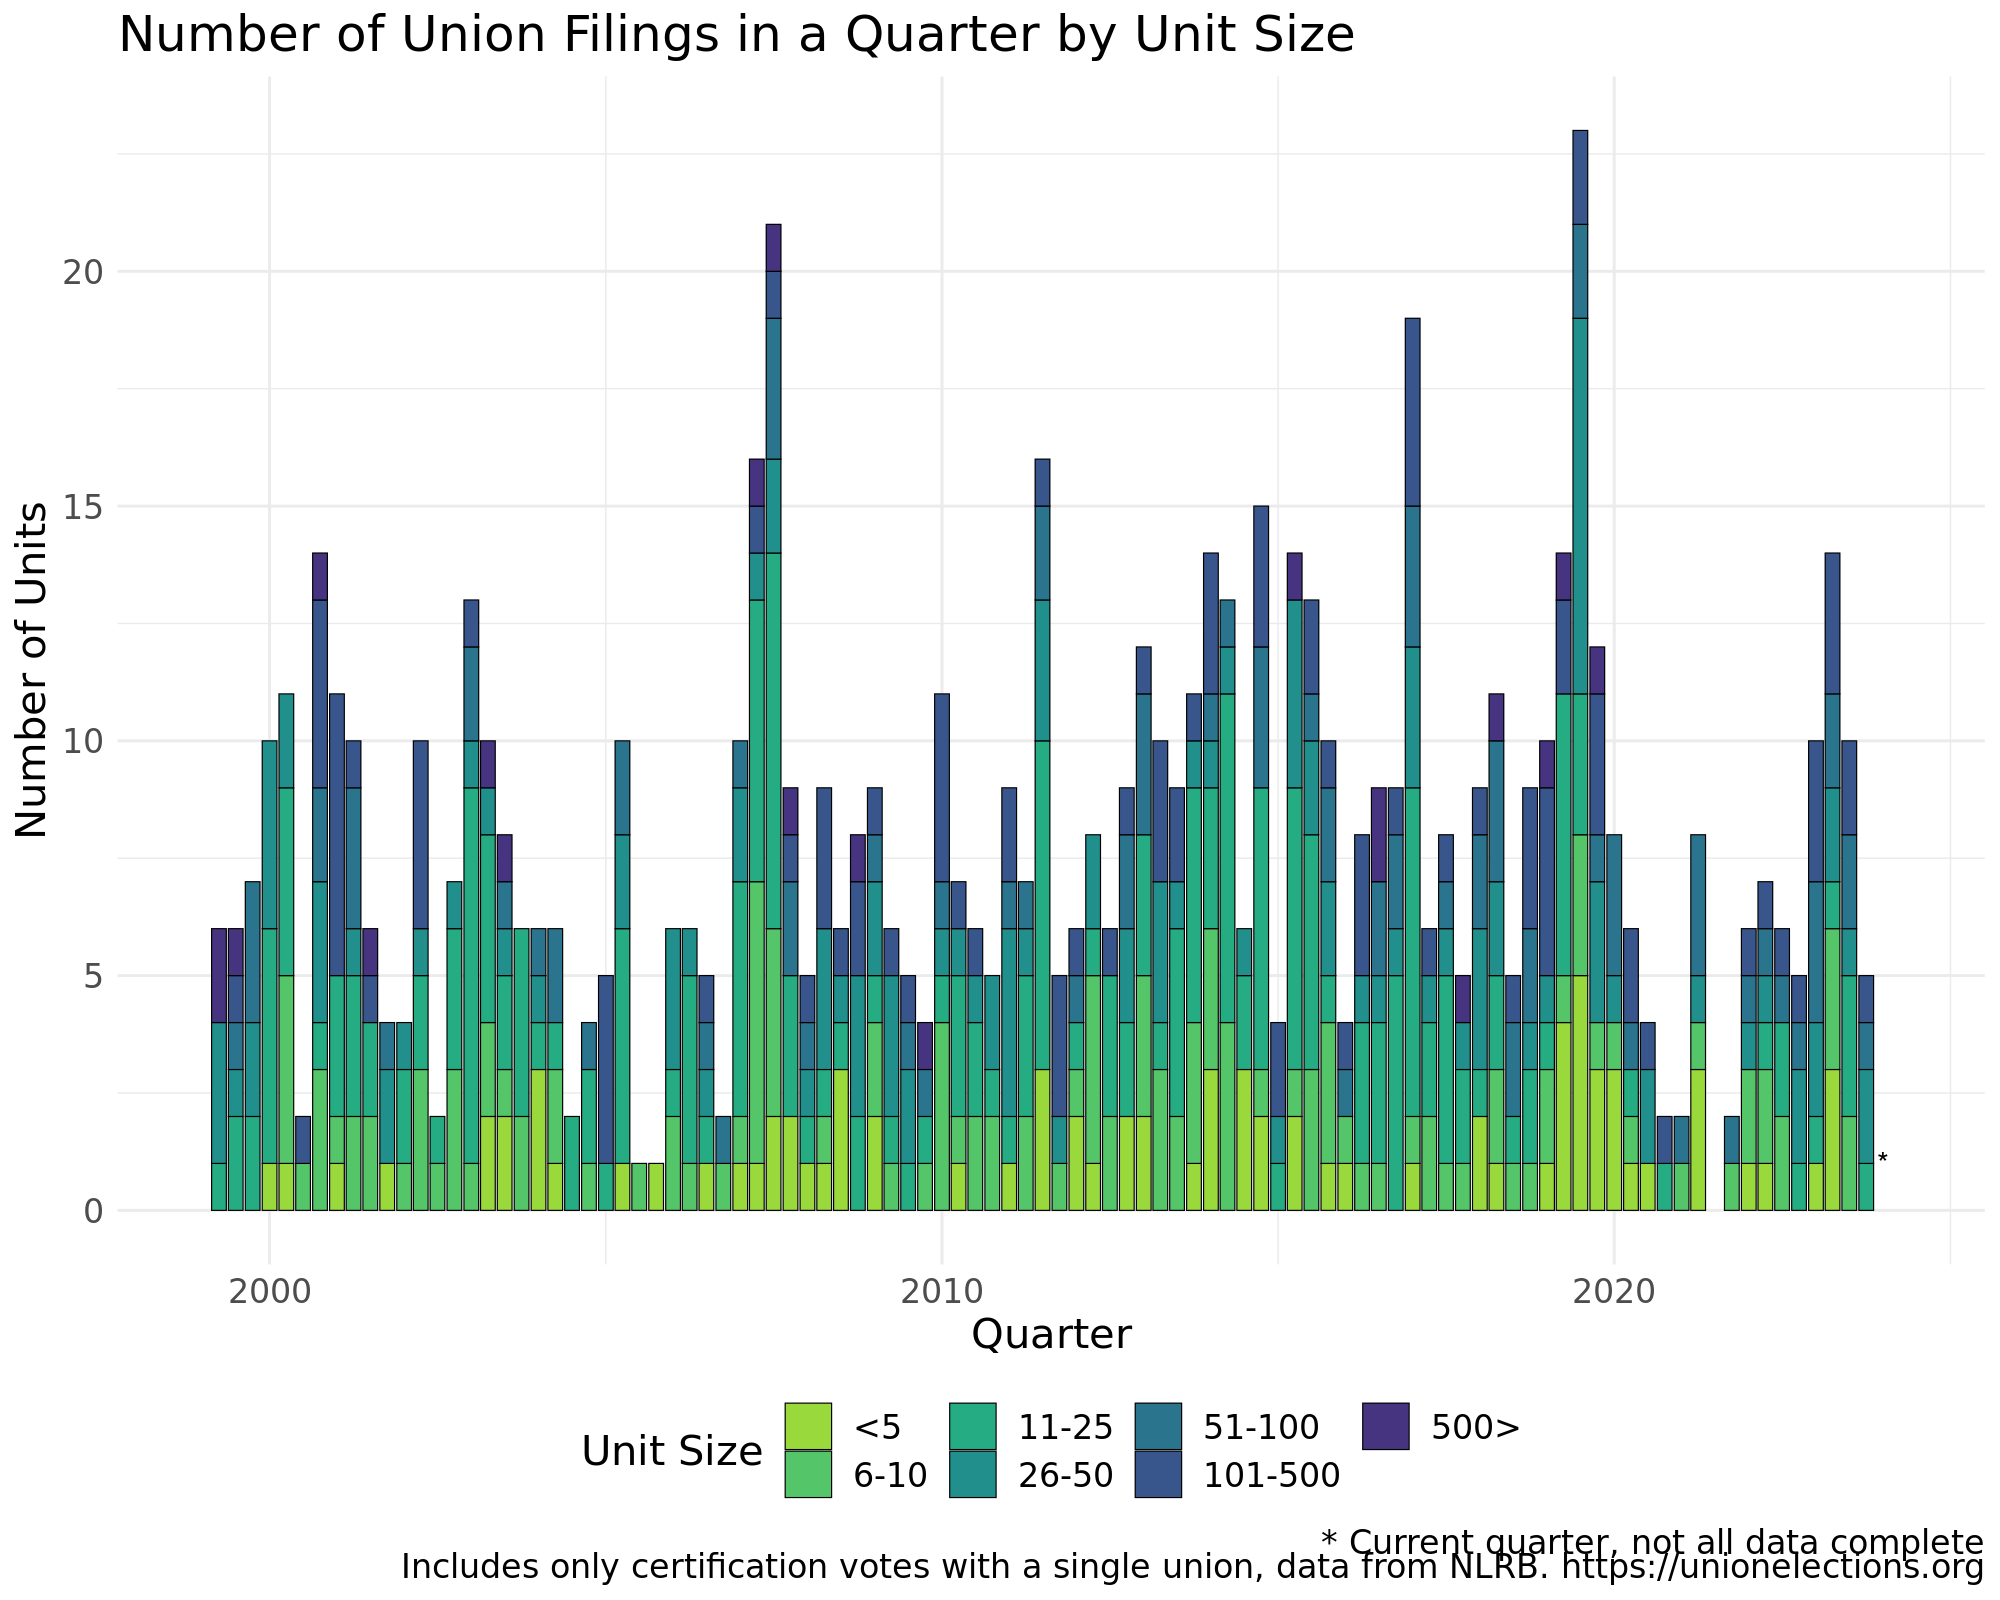 Number of Union Filings in a Quarter by Unit Size
Number of Units
20
15
10
5
0
*
2000 2010 2020
Quarter
Unit Size
<5 11-25 51-100 500>
6-10 26-50 101-500
* Current quarter, not all data complete
Includes only certification votes with a single union, data from NLRB. https://unionelections.org